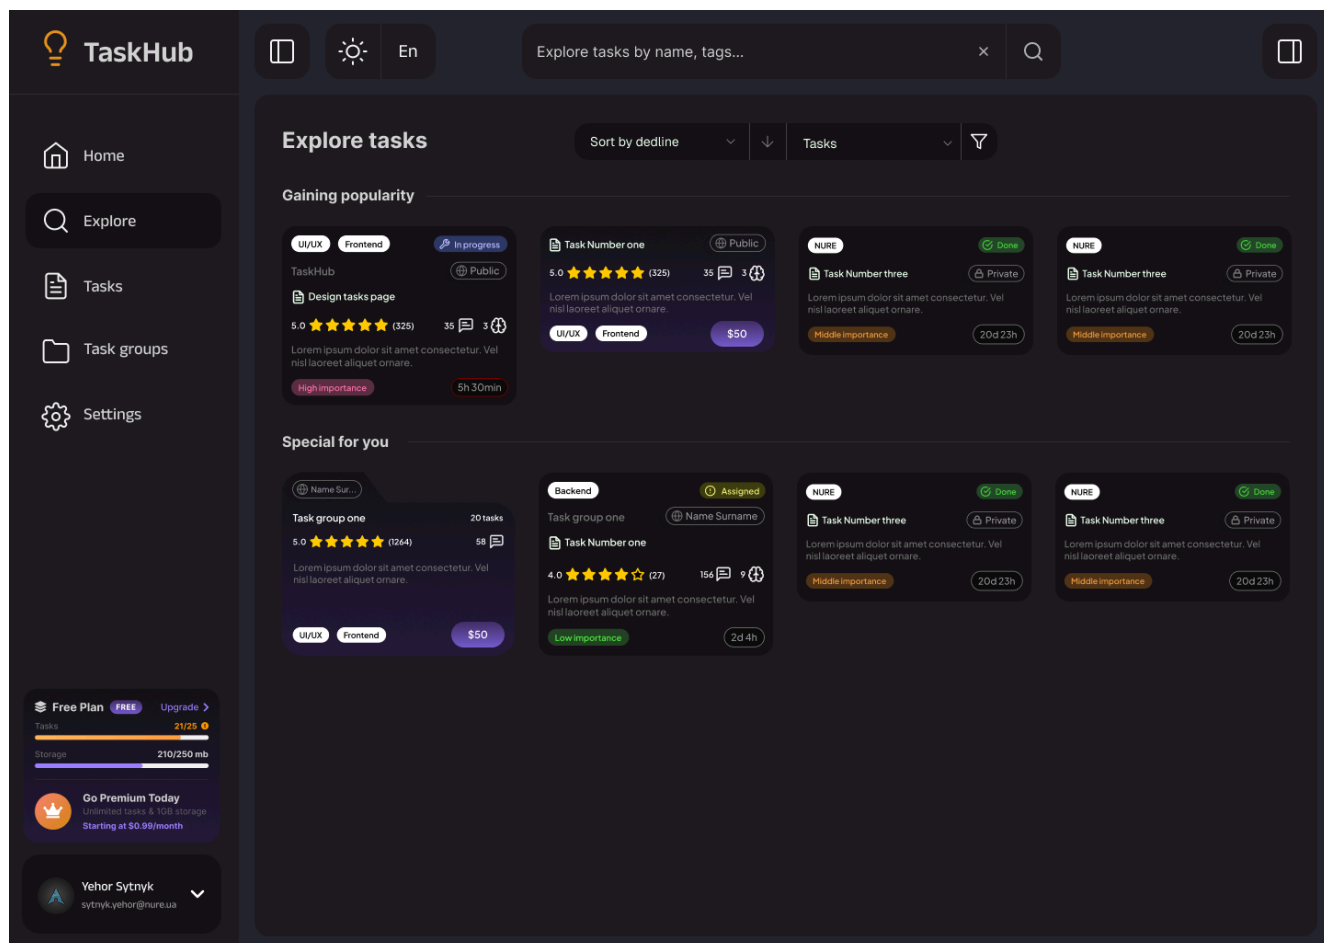 TaskHub
En
Explore tasks by name, tags...
Home
Explore
Tasks
Task groups
Settings
Free Plan FREE Upgrade
Tasks 21/25
Storage 210/250 mb
Go Premium Today
Unlimited tasks & 1GB storage
Starting at $0.99/month
Yehor Sytnyk
sytnyk.yehor@nure.ua
Explore tasks
Sort by dedline
Tasks
Gaining popularity
UI/UX Frontend In progress
TaskHub Public
Design tasks page
5.0 (325) 35 3
Lorem ipsum dolor sit amet consectetur. Vel
nisl laoreet aliquet ornare.
High importance 5h 30min
Task Number one Public
5.0 (325) 35 3
Lorem ipsum dolor sit amet consectetur. Vel
nisl laoreet aliquet ornare.
UI/UX Frontend $50
NURE Done
Task Number three Private
Lorem ipsum dolor sit amet consectetur. Vel
nisl laoreet aliquet ornare.
Middle importance 20d 23h
NURE Done
Task Number three Private
Lorem ipsum dolor sit amet consectetur. Vel
nisl laoreet aliquet ornare.
Middle importance 20d 23h
Special for you
Name Sur...
Task group one 20 tasks
5.0 (1264) 58
Lorem ipsum dolor sit amet consectetur. Vel
nisl laoreet aliquet ornare.
UI/UX Frontend $50
Backend Assigned
Task group one Name Surname
Task Number one
4.0 (27) 156 9
Lorem ipsum dolor sit amet consectetur. Vel
nisl laoreet aliquet ornare.
Low importance 2d 4h
NURE Done
Task Number three Private
Lorem ipsum dolor sit amet consectetur. Vel
nisl laoreet aliquet ornare.
Middle importance 20d 23h
NURE Done
Task Number three Private
Lorem ipsum dolor sit amet consectetur. Vel
nisl laoreet aliquet ornare.
Middle importance 20d 23h